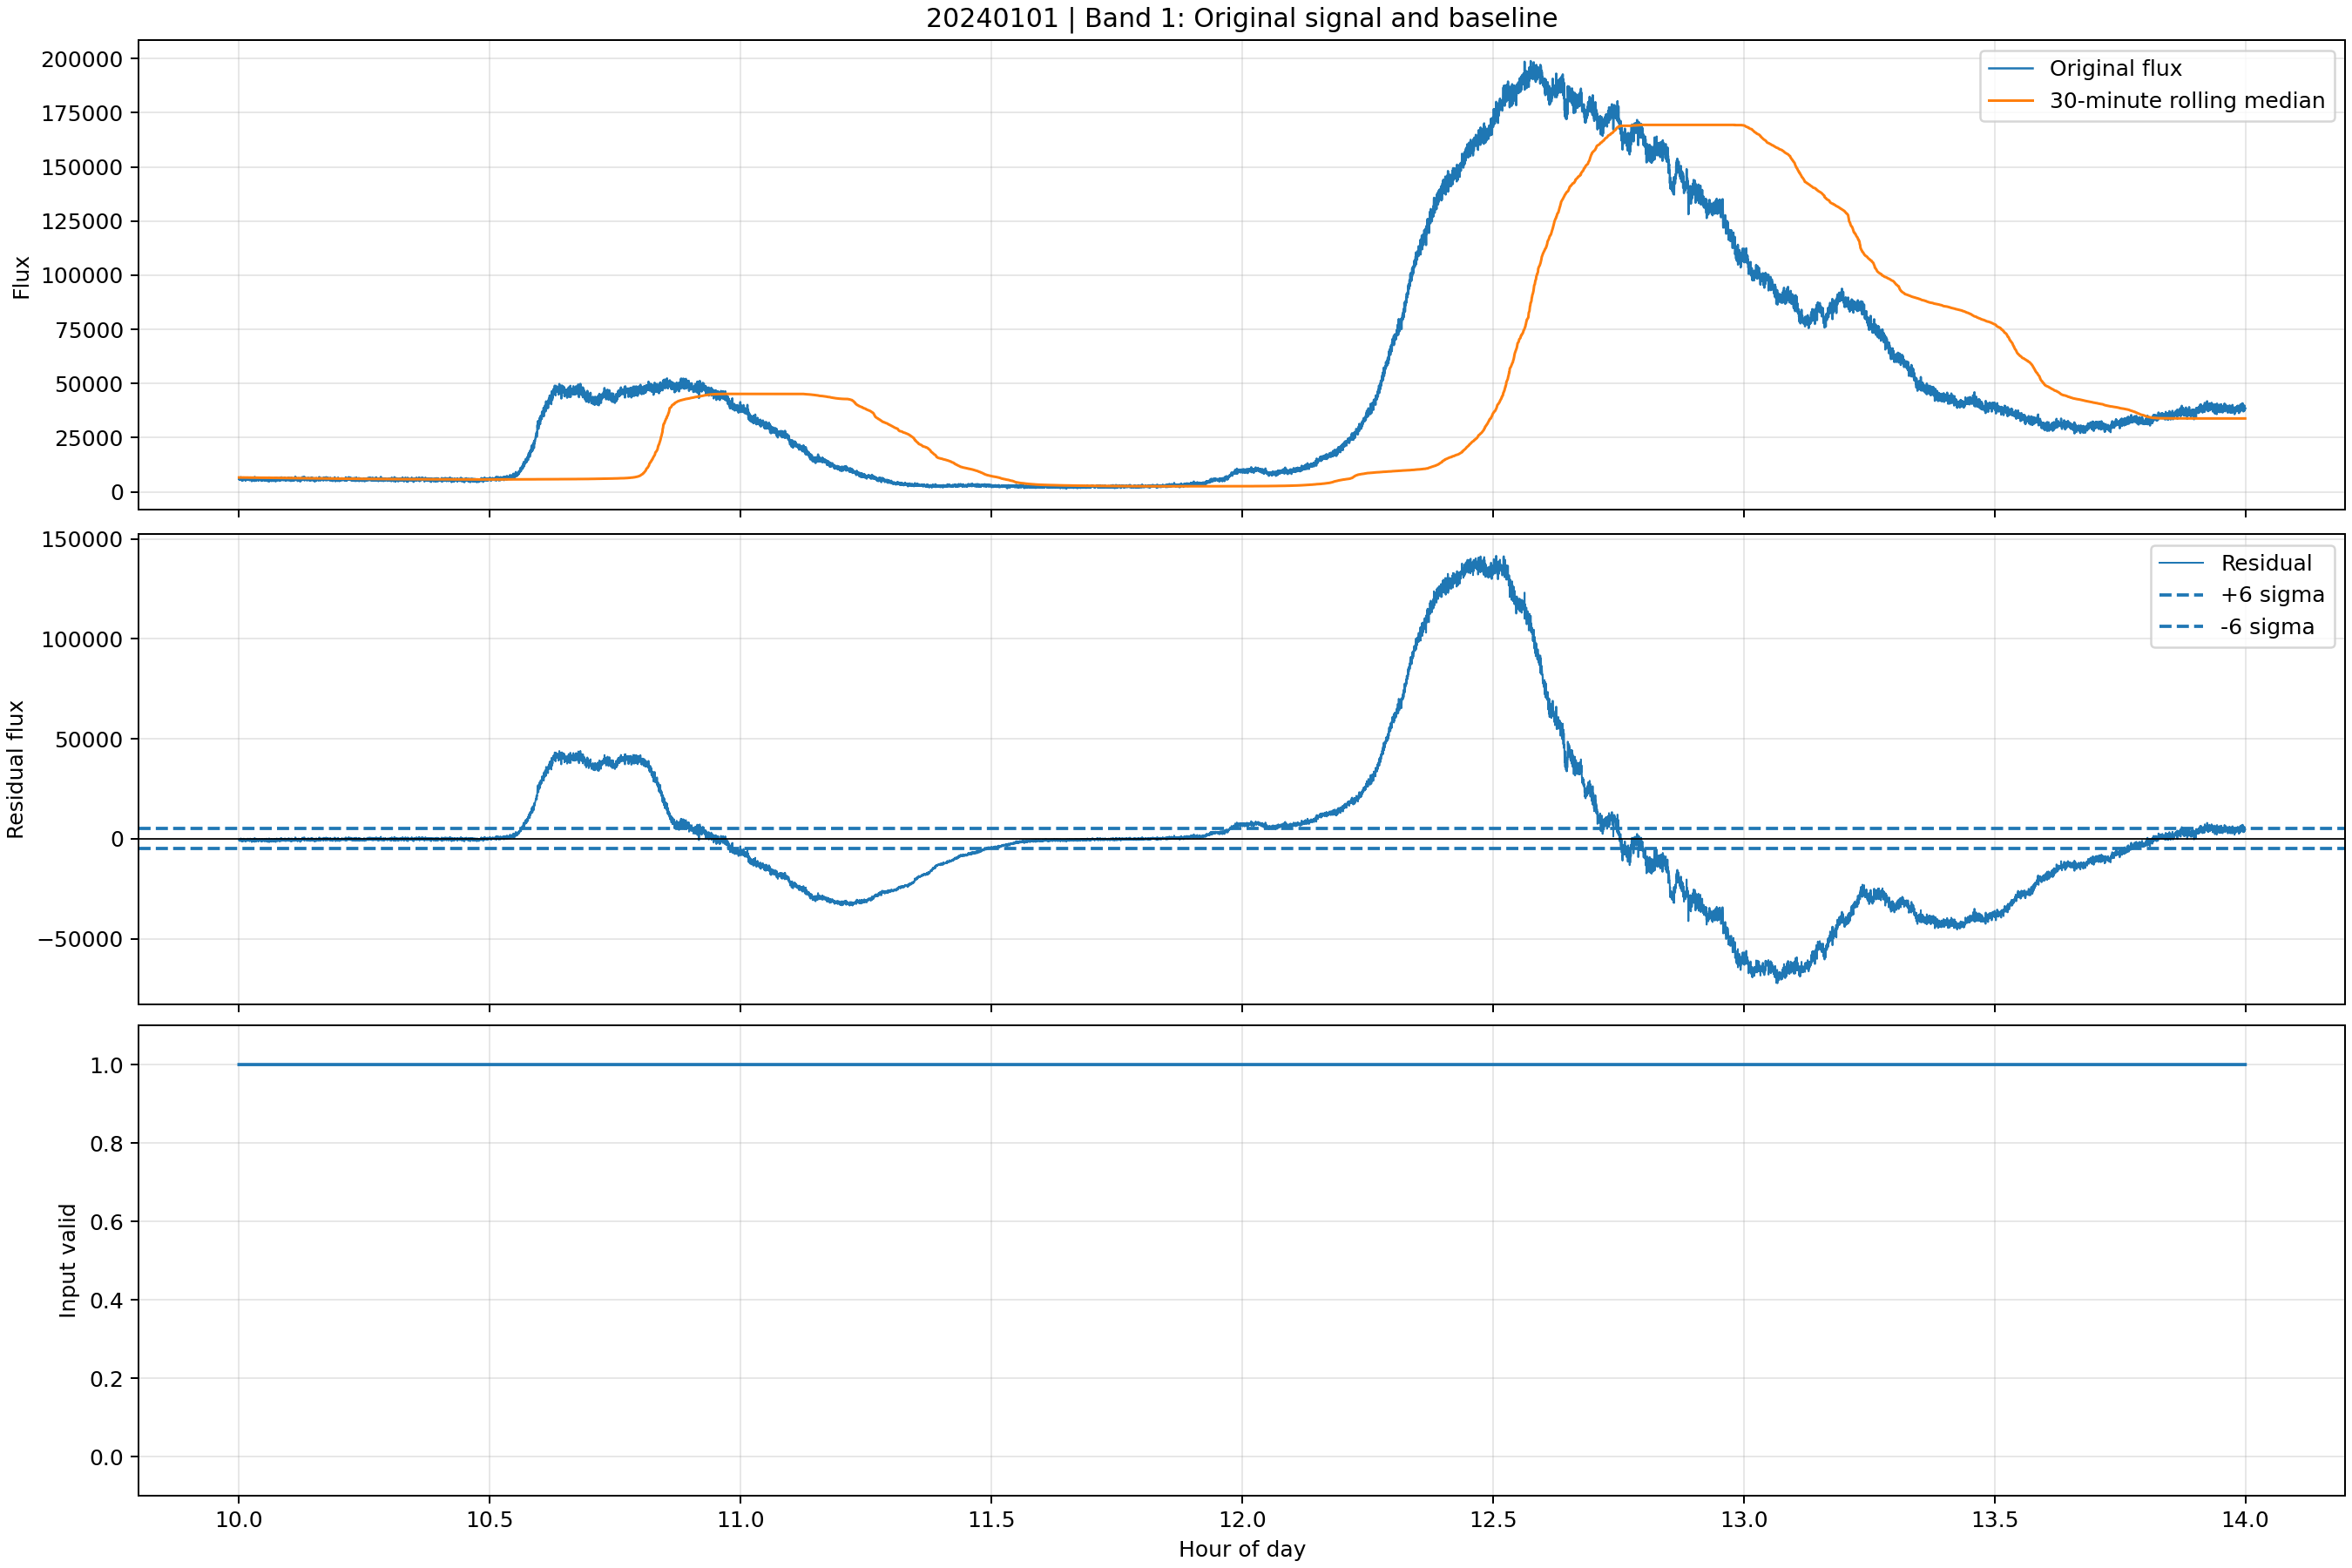 20240101 | Band 1: Original signal and baseline
200000
175000
150000
125000
100000
75000
50000
25000
0
Flux
Original flux
30-minute rolling median
150000
100000
50000
0
−50000
Residual flux
Residual
+6 sigma
-6 sigma
1.0
0.8
0.6
0.4
0.2
0.0
Input valid
10.0 10.5 11.0 11.5 12.0 12.5 13.0 13.5 14.0
Hour of day